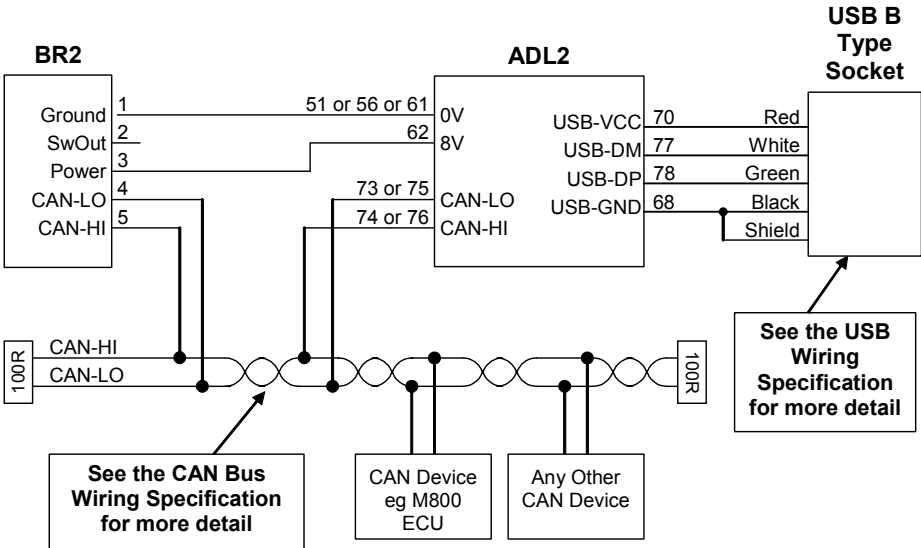 USB B
Type
Socket
BR2
ADL2
Ground 1
SwOut 2
Power 3
CAN-LO 4
CAN-HI 5
51 or 56 or 61 0V
62 8V
73 or 75 CAN-LO
74 or 76 CAN-HI
USB-VCC 70 Red
USB-DM 77 White
USB-DP 78 Green
USB-GND 68 Black
Shield
100R
CAN-HI
CAN-LO
100R
See the USB
Wiring
Specification
for more detail
See the CAN Bus
Wiring Specification
for more detail
CAN Device
eg M800
ECU
Any Other
CAN Device